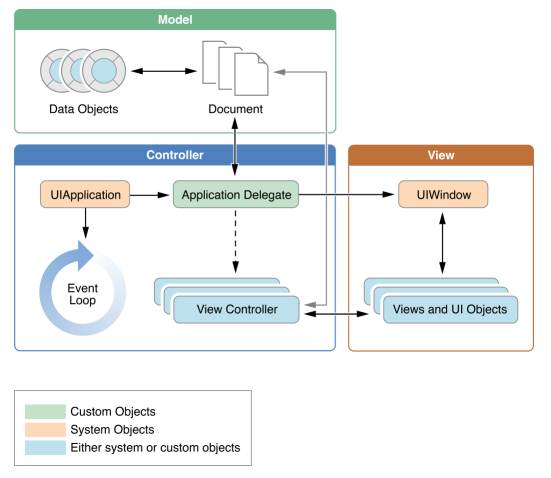 Model
Data Objects
Document
Controller
View
UIApplication
Application Delegate
UIWindow
Event
Loop
View Controller
Views and UI Objects
Custom Objects
System Objects
Either system or custom objects